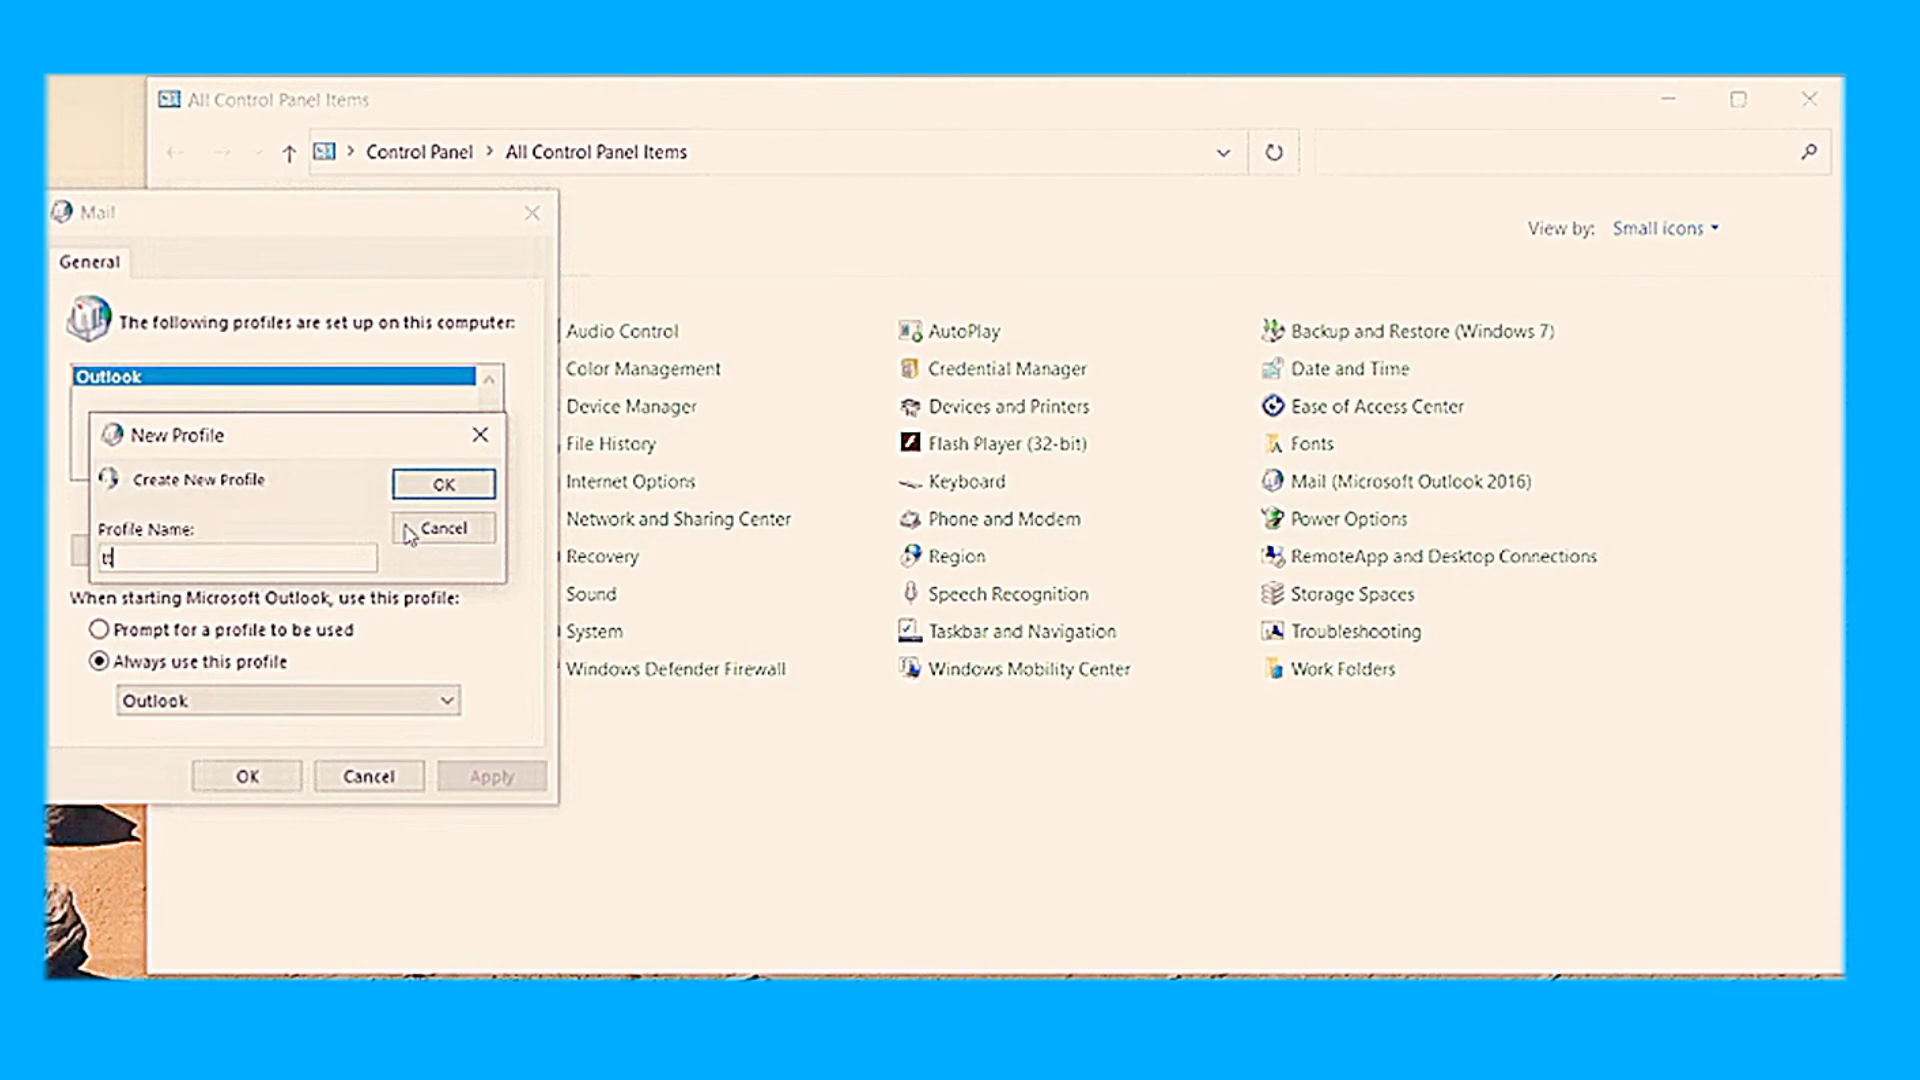 All Control Panel Items
Control Panel > All Control Panel Items
Mail
View by: Small icons
General
The following profiles are set up on this computer:
Outlook
New Profile
Create New Profile
OK
Profile Name:
Cancel
tt
When starting Microsoft Outlook, use this profile:
Prompt for a profile to be used
Always use this profile
Outlook
OK
Cancel
Apply
Audio Control
AutoPlay
Backup and Restore (Windows 7)
Color Management
Credential Manager
Date and Time
Device Manager
Devices and Printers
Ease of Access Center
File History
Flash Player (32-bit)
Fonts
Internet Options
Keyboard
Mail (Microsoft Outlook 2016)
Network and Sharing Center
Phone and Modem
Power Options
Recovery
Region
RemoteApp and Desktop Connections
Sound
Speech Recognition
Storage Spaces
System
Taskbar and Navigation
Troubleshooting
Windows Defender Firewall
Windows Mobility Center
Work Folders